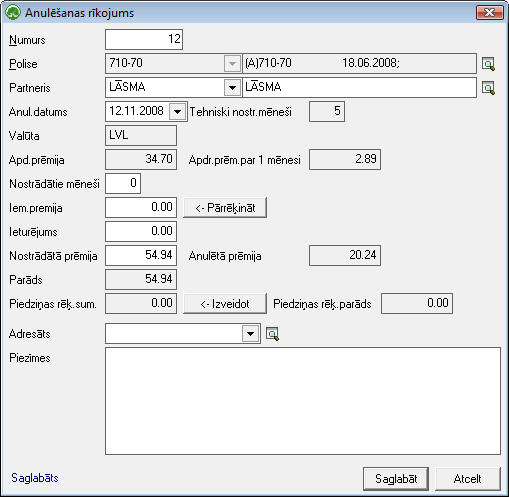 Anulēšanas rīkojums
Numurs 12
Polise 710-70 (A)710-70 18.06.2008;
Partneris LĀSMA LĀSMA
Anul.datums 12.11.2008 Tehniski nostr.mēneši 5
Valūta LVL
Apd.prēmija 34.70 Apdr.prēm.par 1 mēnesi 2.89
Nostrādātie mēneši 0
Iem.premija 0.00 <- Pārrēķināt
Ieturējums 0.00
Nostrādātā prēmija 54.94 Anulētā prēmija 20.24
Parāds 54.94
Piedziņas rēķ.sum. 0.00 <- Izveidot Piedziņas rēķ.parāds 0.00
Adresāts
Piezīmes
Saglabāts Saglabāt Atcelt